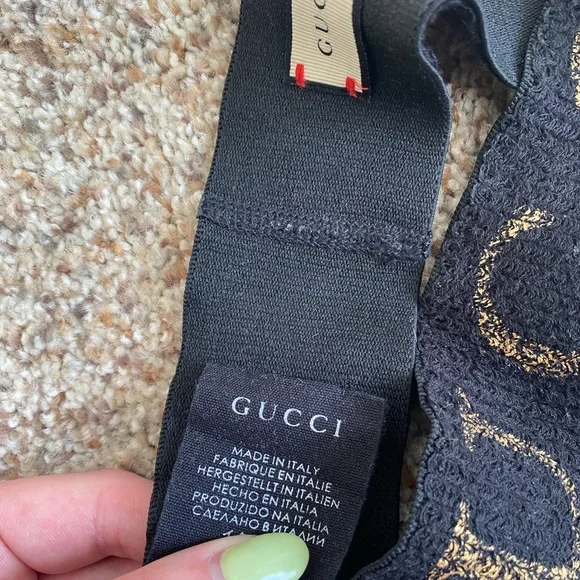 GUCCI
GUCCI
MADE IN ITALY
FABRIQUE EN ITALIE
HERGESTELLT IN ITALIEN
HECHO EN ITALIA
PRODUZIDO NA ITALIA
СДЕЛАНО В ИТАЛИИ